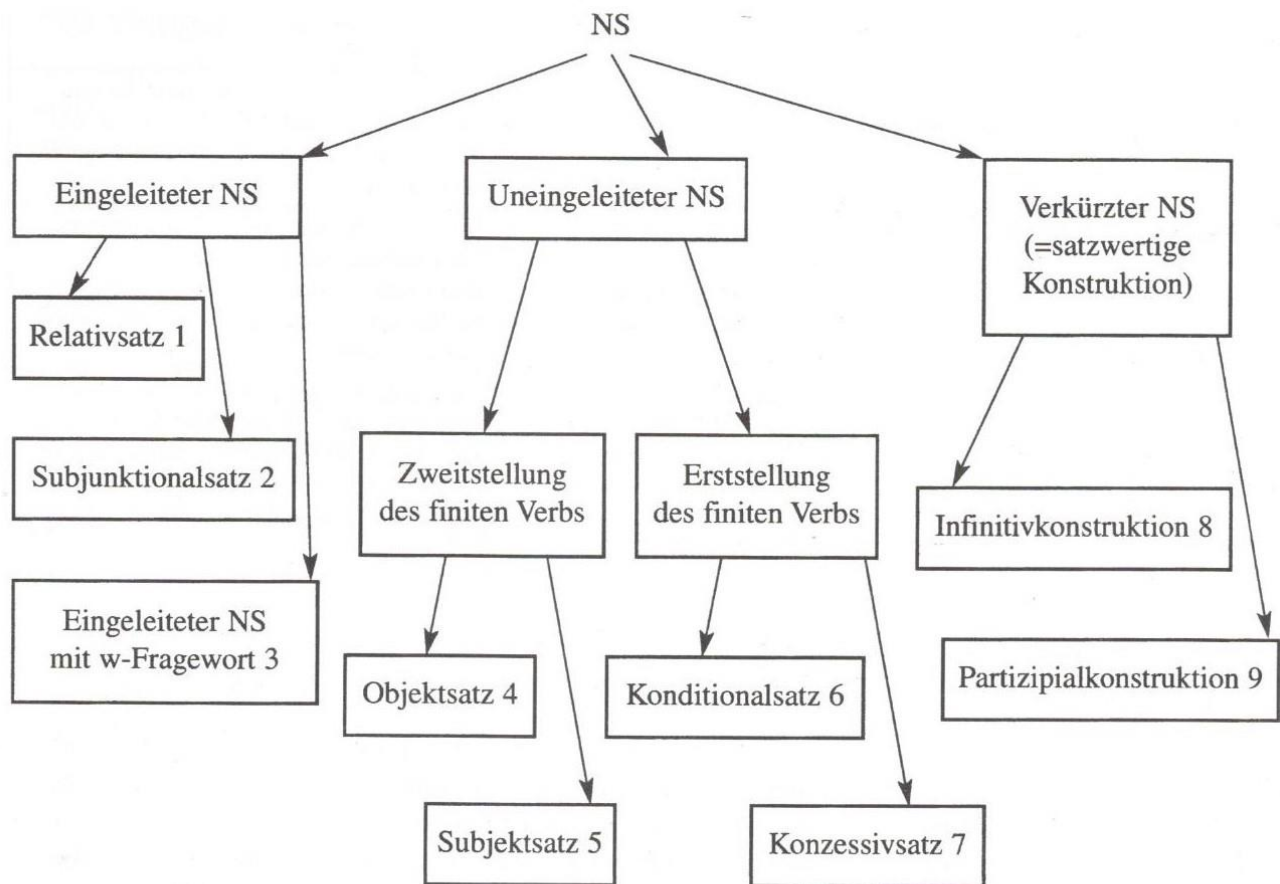 NS
Eingeleiteter NS
Uneingeleiteter NS
Verkürzter NS
(=satzwertige
Konstruktion)
Relativsatz 1
Subjunktionalsatz 2
Zweitstellung
des finiten Verbs
Erststellung
des finiten Verbs
Infinitivkonstruktion 8
Eingeleiteter NS
mit w-Fragewort 3
Objektsatz 4
Konditionalsatz 6
Partizipialkonstruktion 9
Subjektsatz 5
Konzessivsatz 7